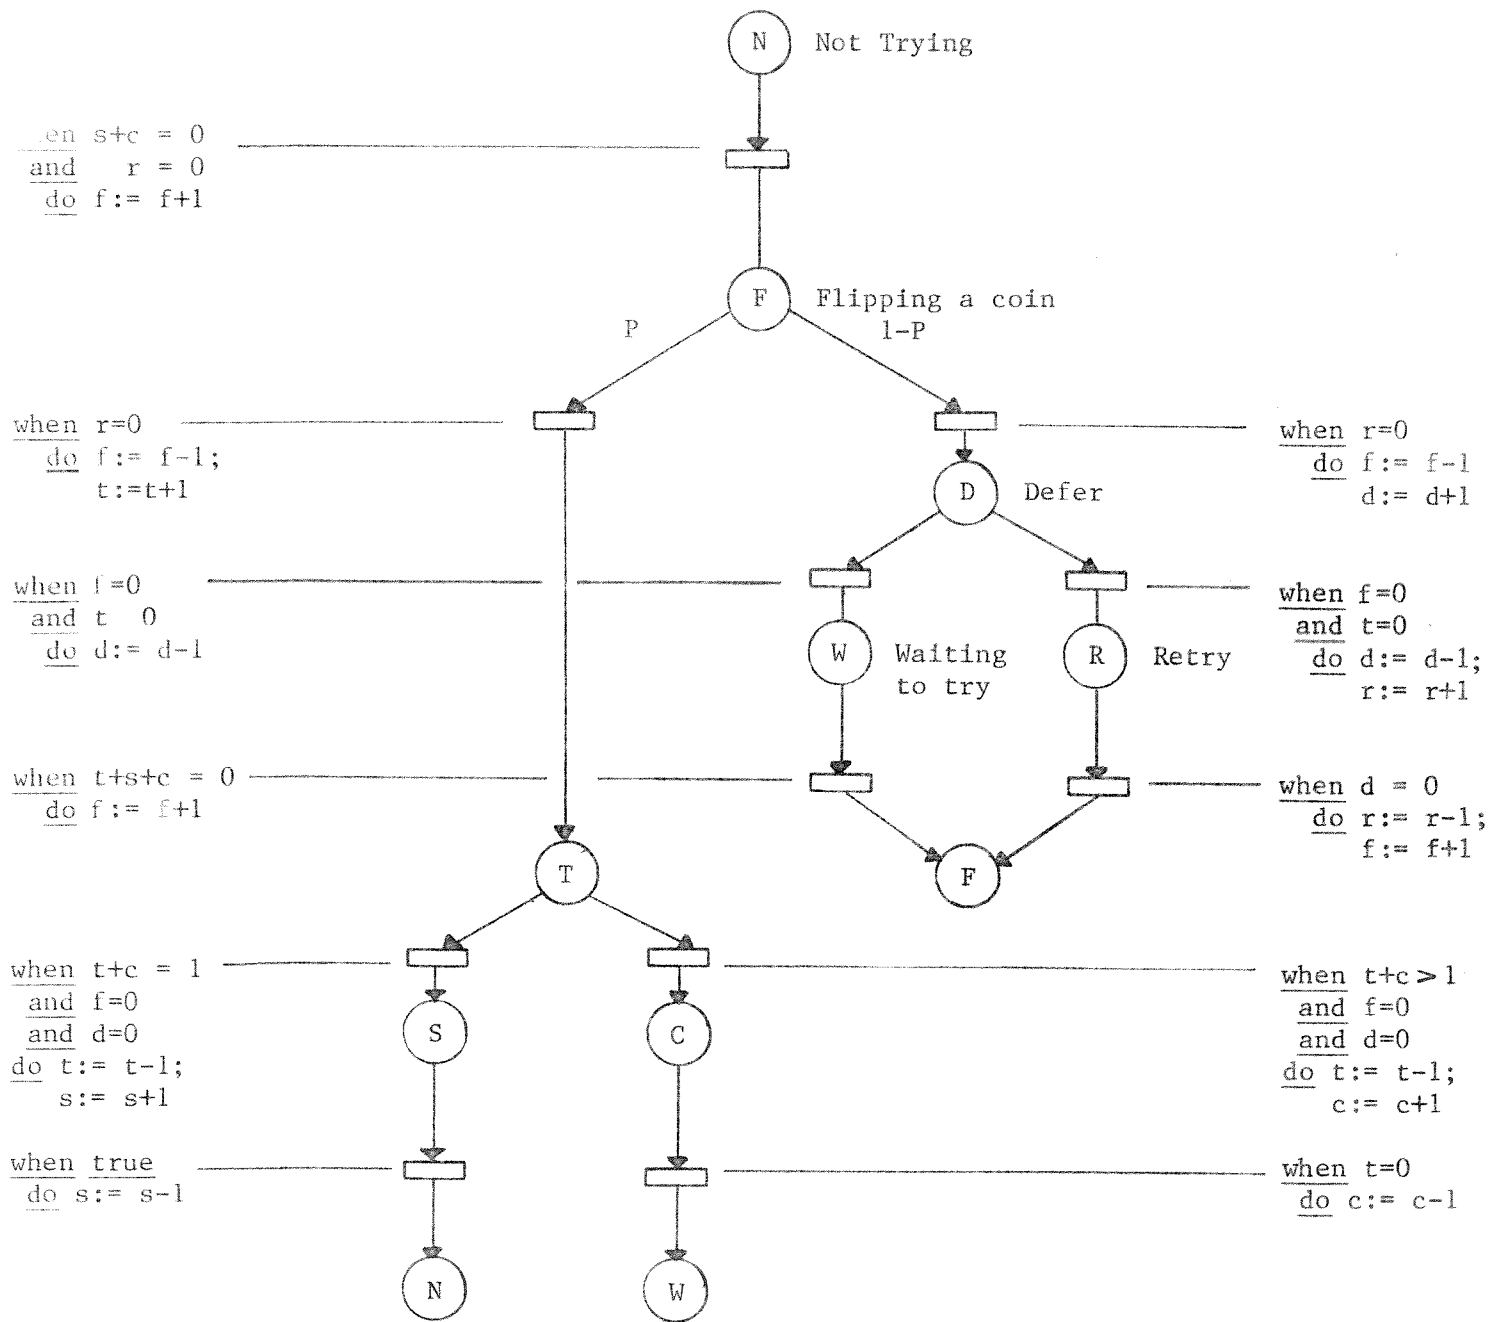 N Not Trying
en s+c = 0
and r = 0
do f:= f+1
F Flipping a coin
P
1-P
when r=0
do f:= f-1;
t:=t+1
when r=0
do f:= f-1
d:= d+1
D Defer
when f=0
and t 0
do d:= d-1
when f=0
and t=0
do d:= d-1;
r:= r+1
W Waiting
to try
R Retry
when t+s+c = 0
do f:= f+1
when d = 0
do r:= r-1;
f:= f+1
T
F
when t+c = 1
and f=0
and d=0
do t:= t-1;
s:= s+1
S
C
when t+c > 1
and f=0
and d=0
do t:= t-1;
c:= c+1
when true
do s:= s-1
when t=0
do c:= c-1
N
W